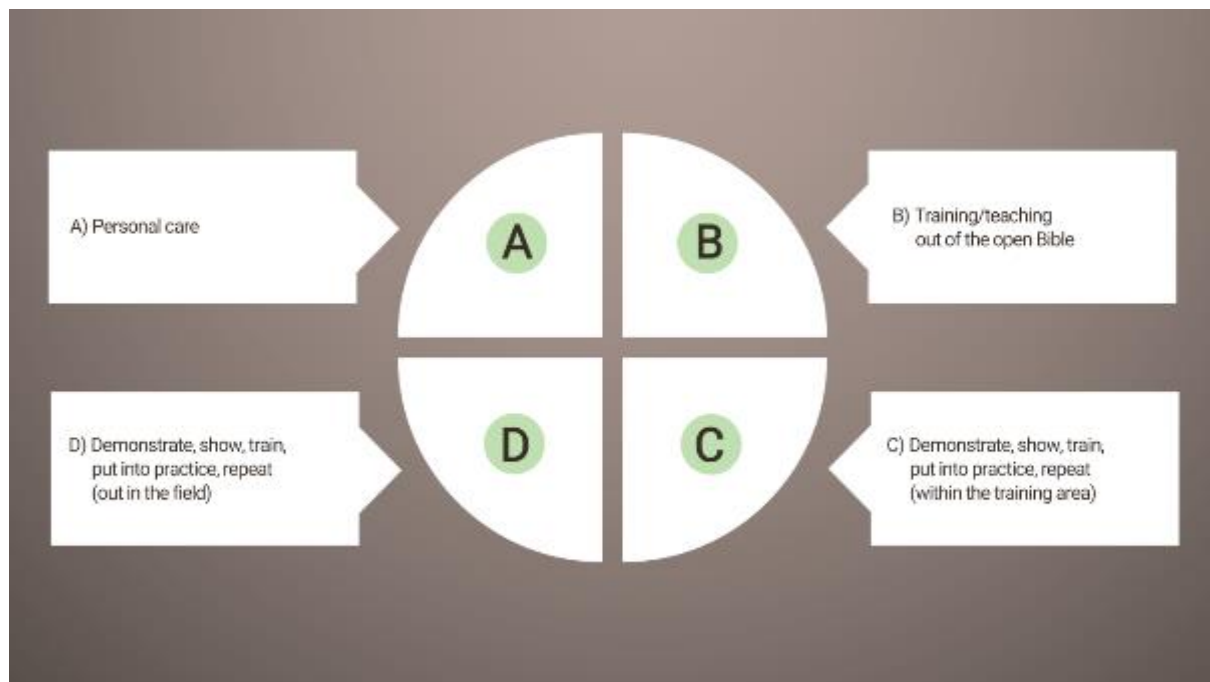 A) Personal care
A
B
B) Training/teaching
out of the open Bible
D) Demonstrate, show, train,
put into practice, repeat
(out in the field)
D
C
C) Demonstrate, show, train,
put into practice, repeat
(within the training area)